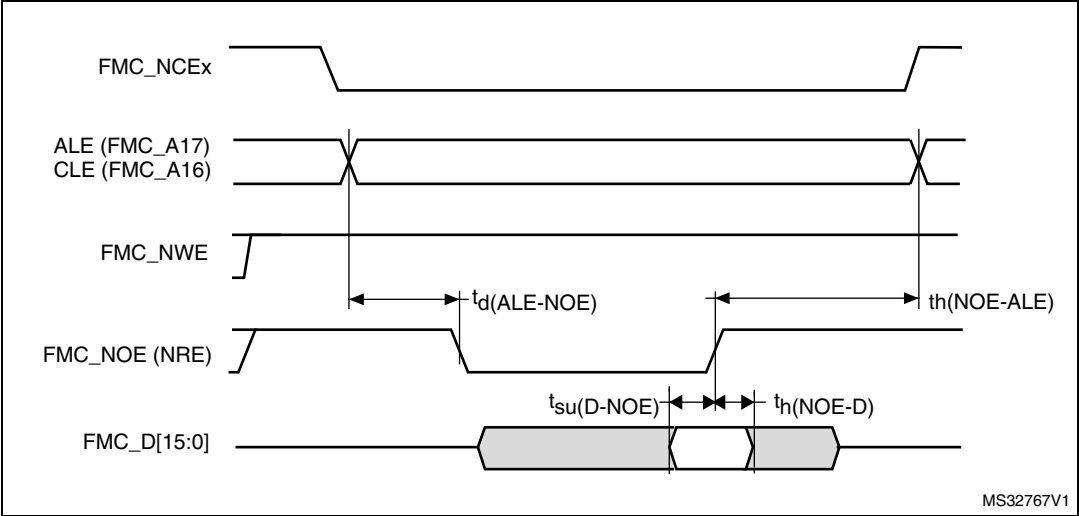 FMC_NCEx
ALE (FMC_A17)
CLE (FMC_A16)
FMC_NWE
td(ALE-NOE)
th(NOE-ALE)
FMC_NOE (NRE)
tsu(D-NOE)
th(NOE-D)
FMC_D[15:0]
MS32767V1